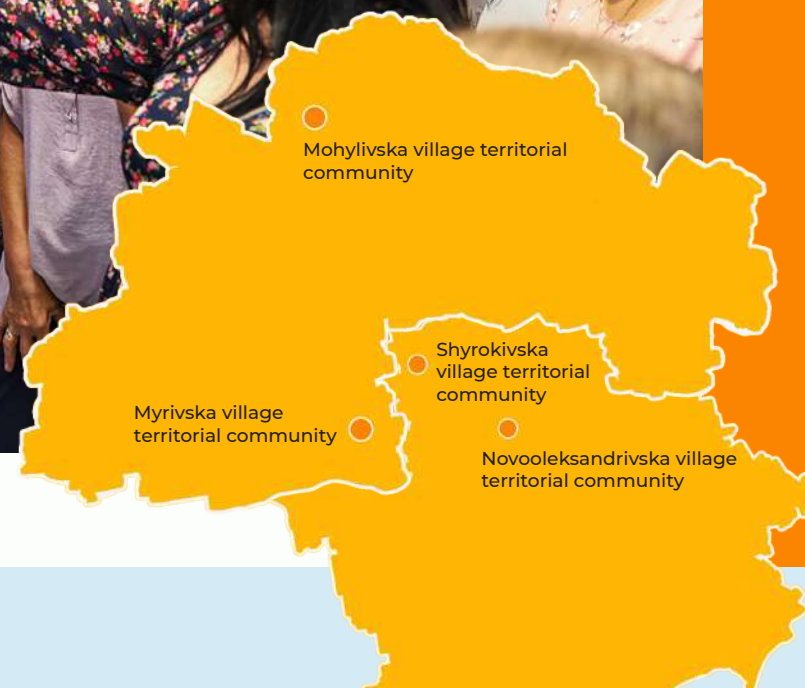 Mohylivska village territorial
community
Shyrokivska
village territorial
community
Myrivska village
territorial community
Novooleksandrivska village
territorial community